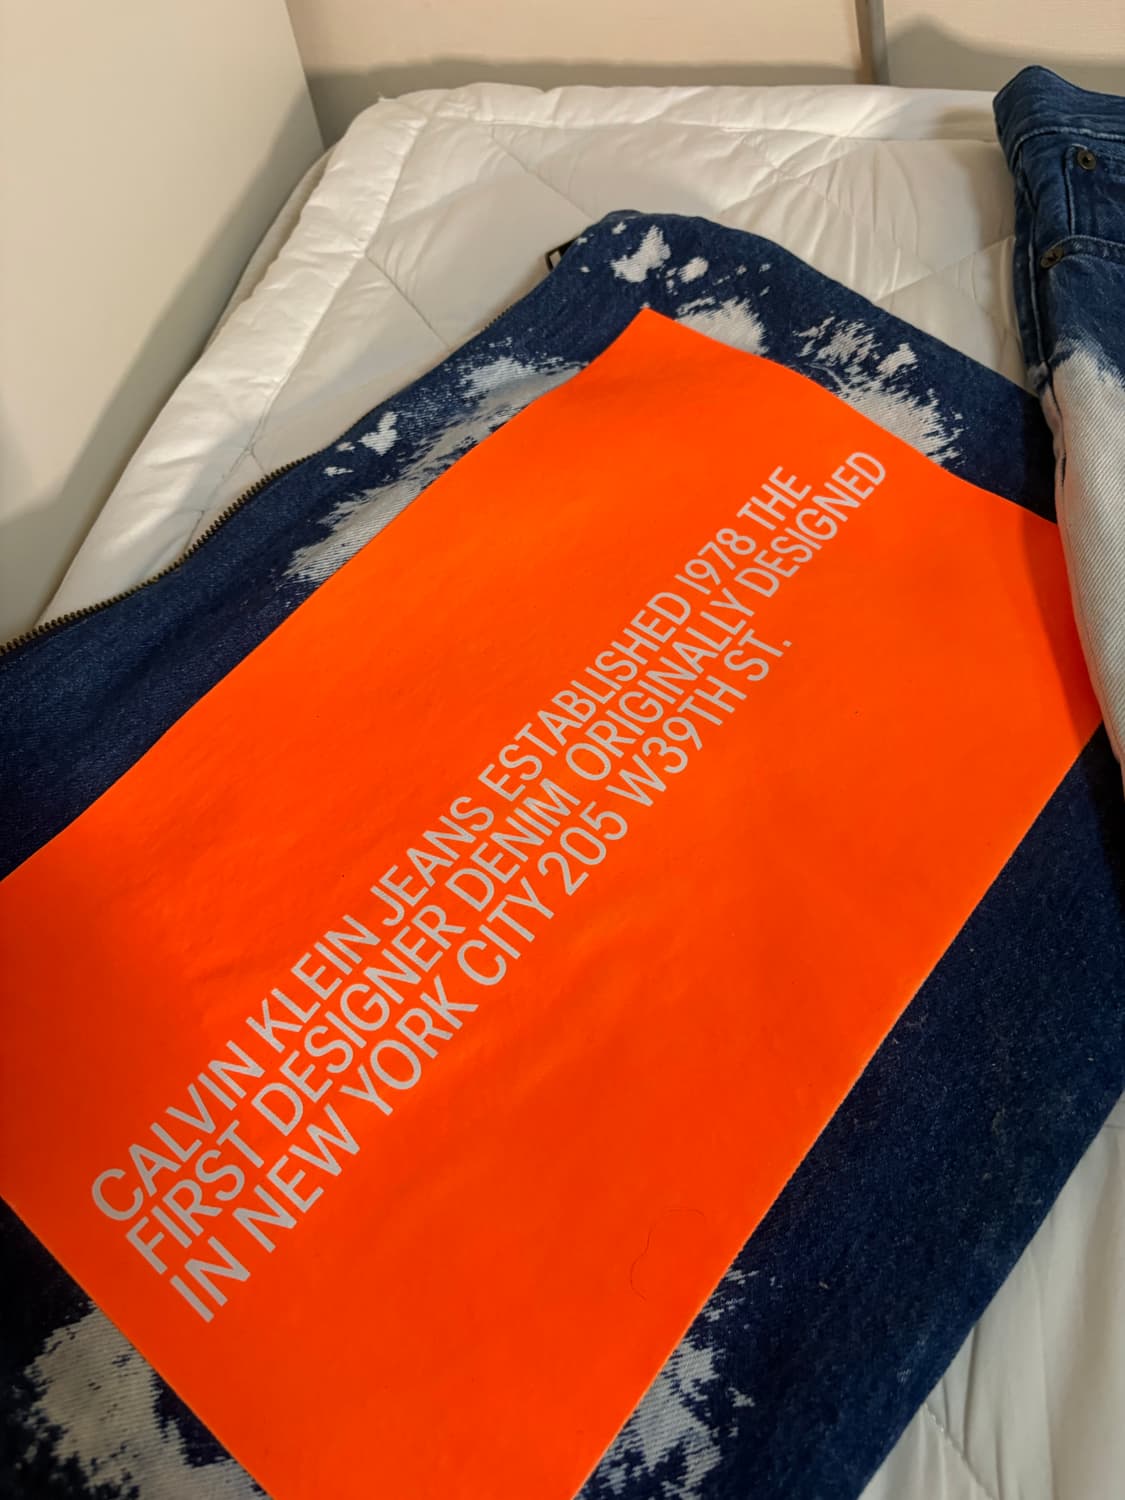 CALVIN KLEIN JEANS ESTABLISHED 1978 THE
FIRST DESIGNER DENIM ORIGINALLY DESIGNED
IN NEW YORK CITY 205 W39TH ST.